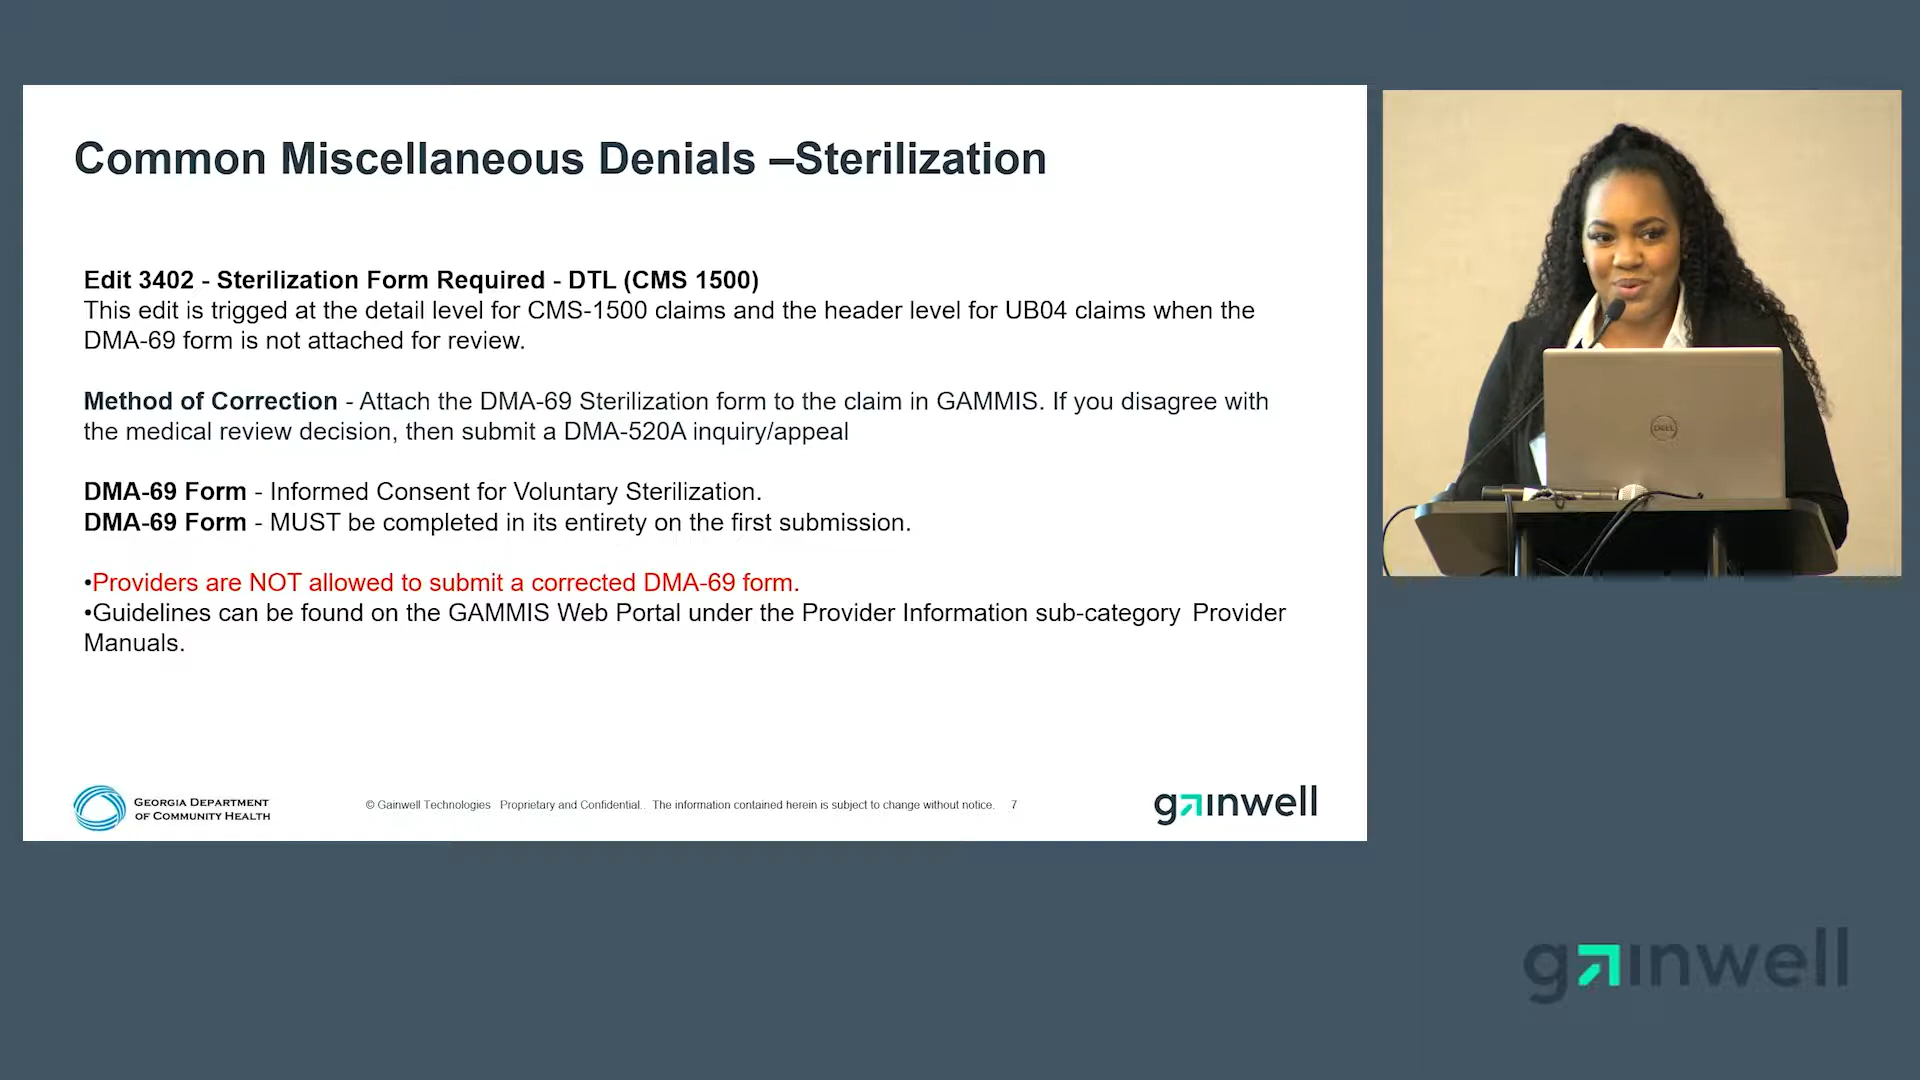 Common Miscellaneous Denials –Sterilization
Edit 3402 - Sterilization Form Required - DTL (CMS 1500)
This edit is trigged at the detail level for CMS-1500 claims and the header level for UB04 claims when the
DMA-69 form is not attached for review.
Method of Correction - Attach the DMA-69 Sterilization form to the claim in GAMMIS. If you disagree with
the medical review decision, then submit a DMA-520A inquiry/appeal
DMA-69 Form - Informed Consent for Voluntary Sterilization.
DMA-69 Form - MUST be completed in its entirety on the first submission.
•Providers are NOT allowed to submit a corrected DMA-69 form.
•Guidelines can be found on the GAMMIS Web Portal under the Provider Information sub-category Provider
Manuals.
GEORGIA DEPARTMENT
OF COMMUNITY HEALTH
© Gainwell Technologies Proprietary and Confidential. The information contained herein is subject to change without notice. 7
gainwell
DELL
gainwell